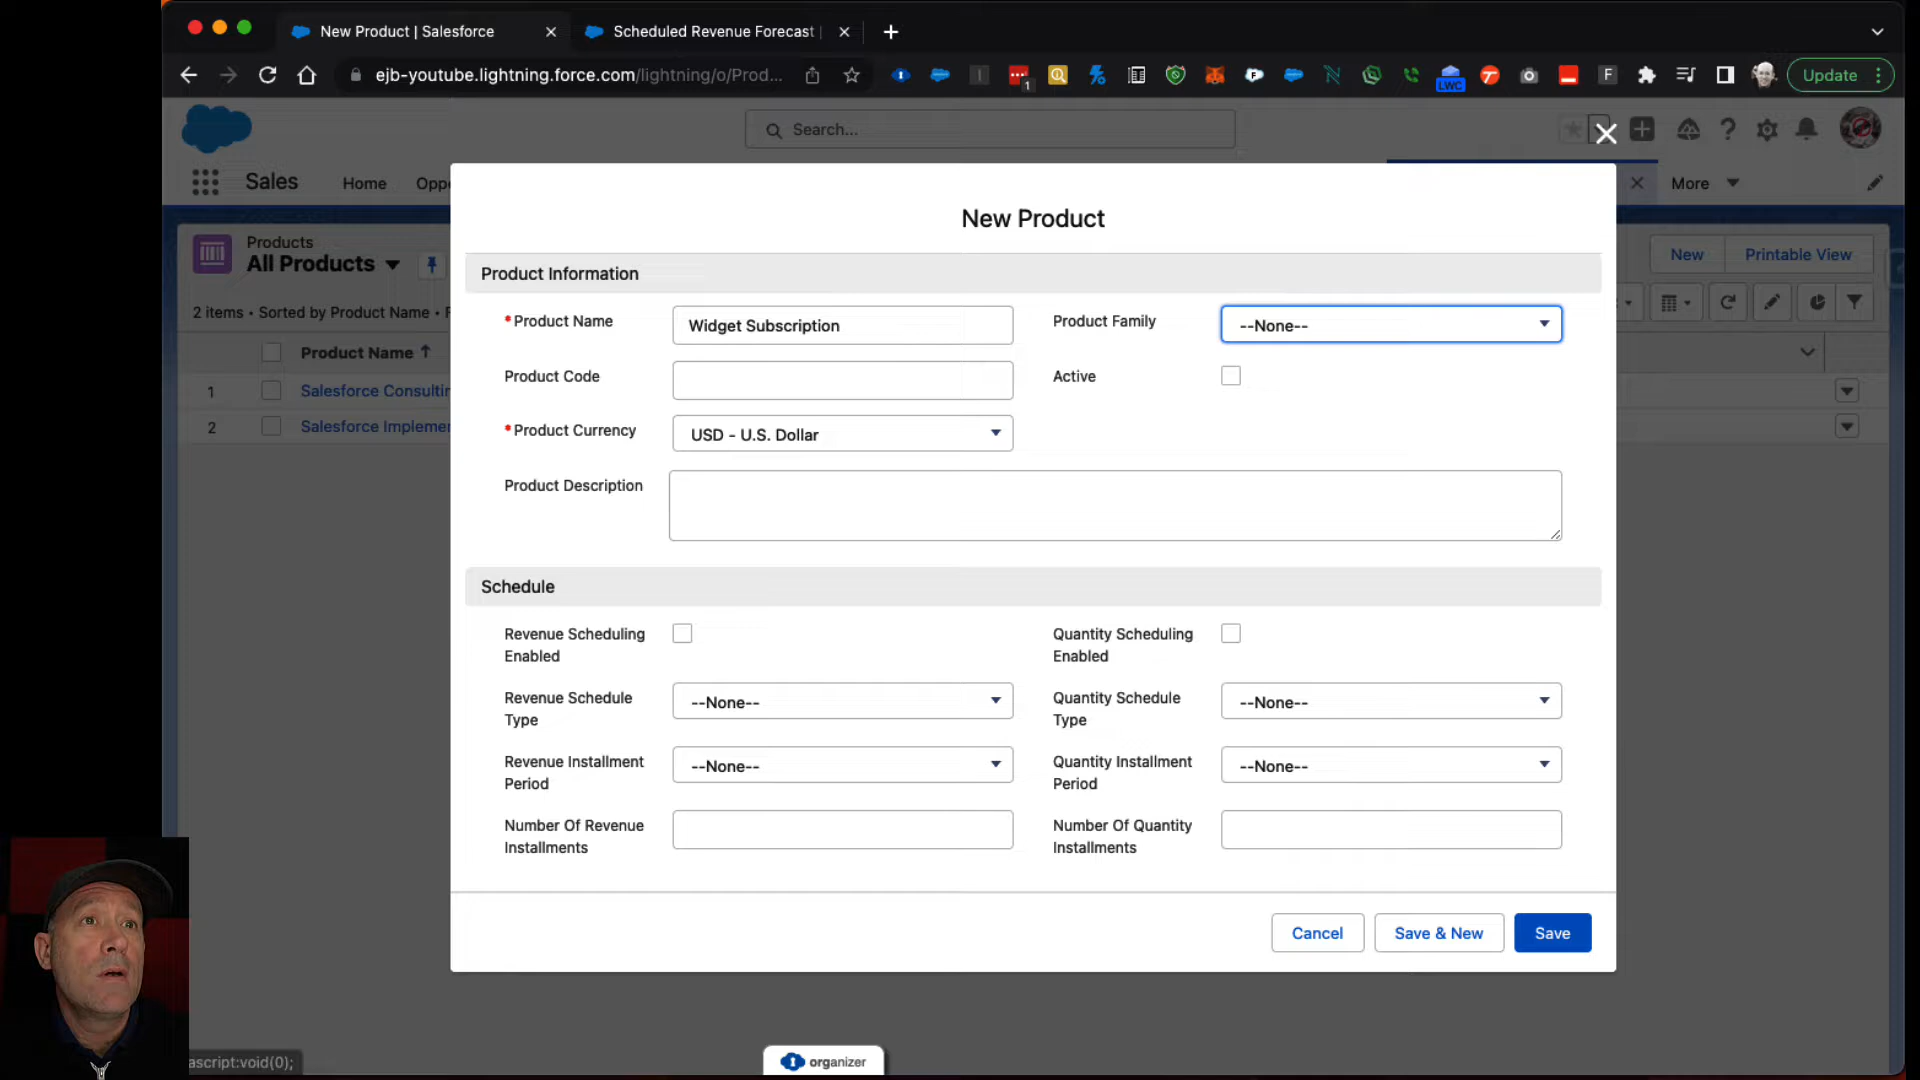 New Product | Salesforce
Scheduled Revenue Forecast |
ejb-youtube.lightning.force.com/lightning/o/Prod...
1
LWC
F
Update
Search...
Sales
Home
More
New Product
Products
All Products
New
Printable View
Product Information
2 items • Sorted by Product Name •
* Product Name
Widget Subscription
Product Family
--None--
Product Name
Product Code
Active
1
Salesforce
2
Salesforce
* Product Currency
USD - U.S. Dollar
Product Description
Schedule
Revenue Scheduling Enabled
Quantity Scheduling Enabled
Revenue Schedule Type
--None--
Quantity Schedule Type
--None--
Revenue Installment Period
--None--
Quantity Installment Period
--None--
Number Of Revenue Installments
Number Of Quantity Installments
Cancel
Save & New
Save
ascript:void(0);
organizer